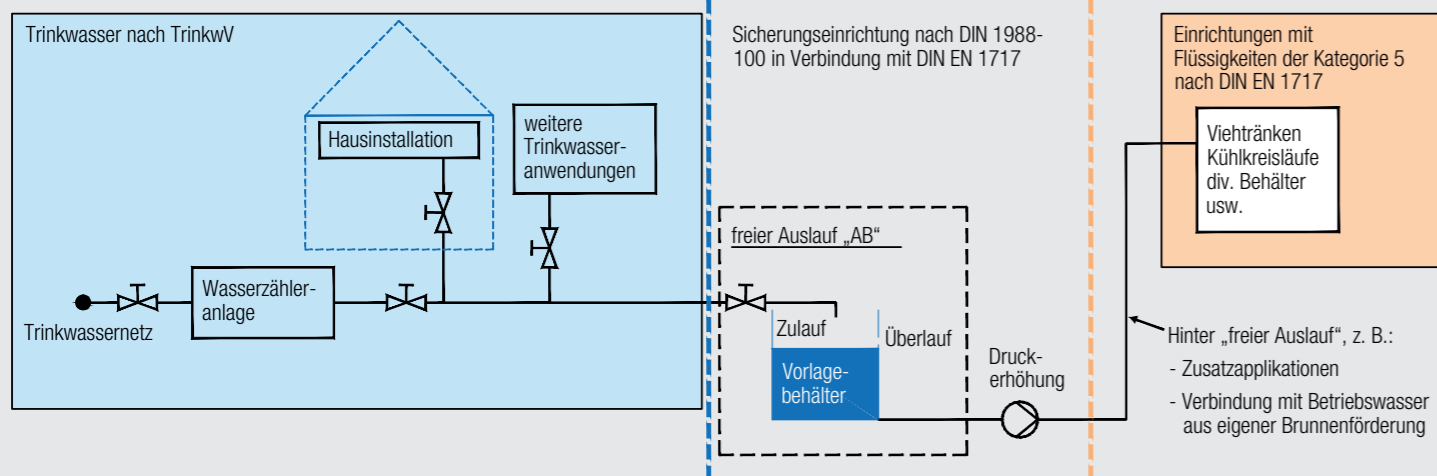 Trinkwasser nach TrinkwV
Hausinstallation
weitere
Trinkwasser-
anwendungen
Wasserzähler-
anlage
Trinkwassernetz
Sicherungseinrichtung nach DIN 1988-
100 in Verbindung mit DIN EN 1717
freier Auslauf „AB“
Zulauf
Überlauf
Vorlage-
behälter
Druck-
erhöhung
Einrichtungen mit
Flüssigkeiten der Kategorie 5
nach DIN EN 1717
Viehtränken
Kühlkreisläufe
div. Behälter
usw.
Hinter „freier Auslauf“, z. B.:
- Zusatzapplikationen
- Verbindung mit Betriebswasser
aus eigener Brunnenförderung